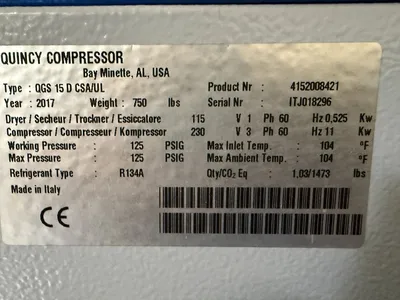 QUINCY COMPRESSOR
Bay Minette, AL, USA
Type : QGS 15 D CSA/UL Product Nr : 4152008421
Year : 2017 Weight : 750 lbs Serial Nr : ITJ018296
Dryer / Secheur / Trockner / Essiccatore 115 V 1 Ph 60 Hz 0,525 Kw
Compressor / Compresseur / Kompressor 230 V 3 Ph 60 Hz 11 Kw
Working Pressure : 125 PSIG Max Inlet Temp. : 104 °F
Max Pressure : 125 PSIG Max Ambient Temp. : 104 °F
Refrigerant Type : R134A Qty/CO2 Eq : 1,03/1473 lbs
Made in Italy
CE